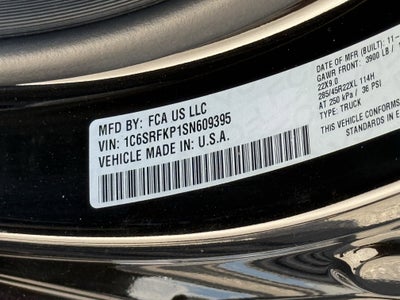 MFD BY: FCA US LLC
VIN: 1C6SRFKP1SN609395
VEHICLE MADE IN: U.S.A.
DATE OF MFR (BUILT): 11-
GAWR FRONT: 3900 LB /
22X9.0
285/45R22XL 114H
AT 250 kPa / 36 PSI
TYPE: TRUCK
THIS VEHICLE CONFORMS
STANDARDS IN E